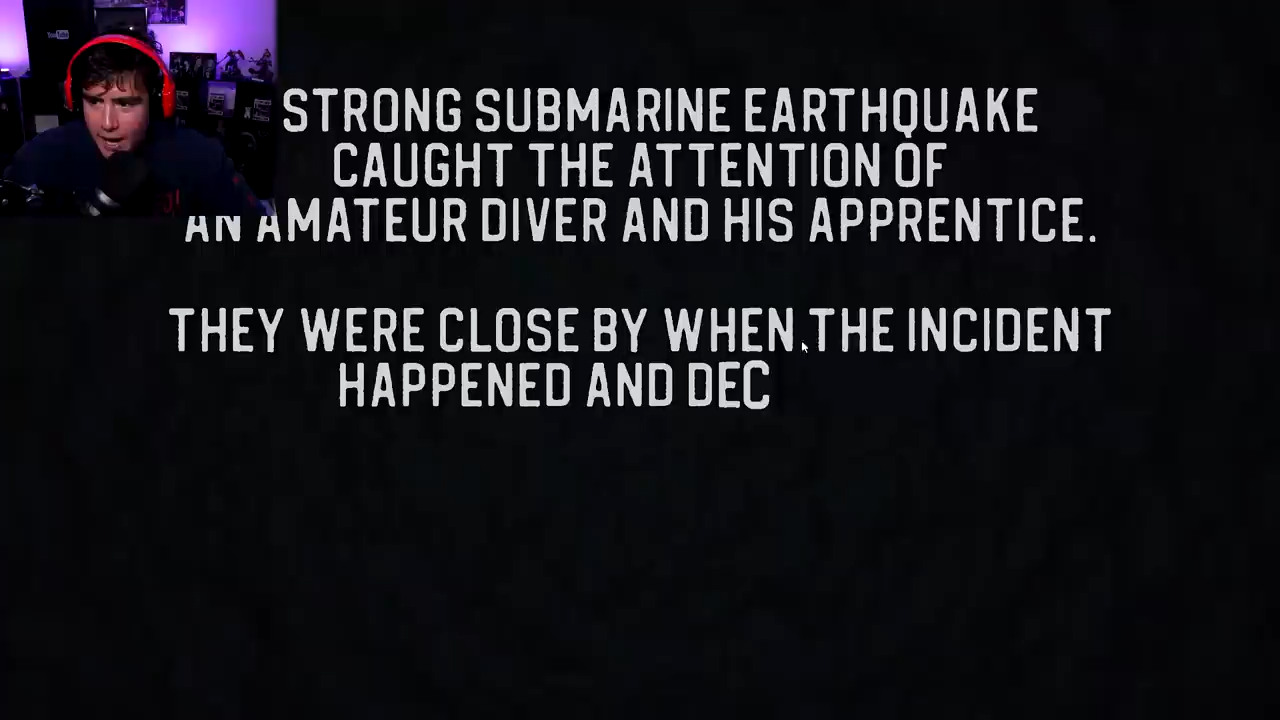 STRONG SUBMARINE EARTHQUAKE
CAUGHT THE ATTENTION OF
AN AMATEUR DIVER AND HIS APPRENTICE.
THEY WERE CLOSE BY WHEN THE INCIDENT
HAPPENED AND DEC
YouTube